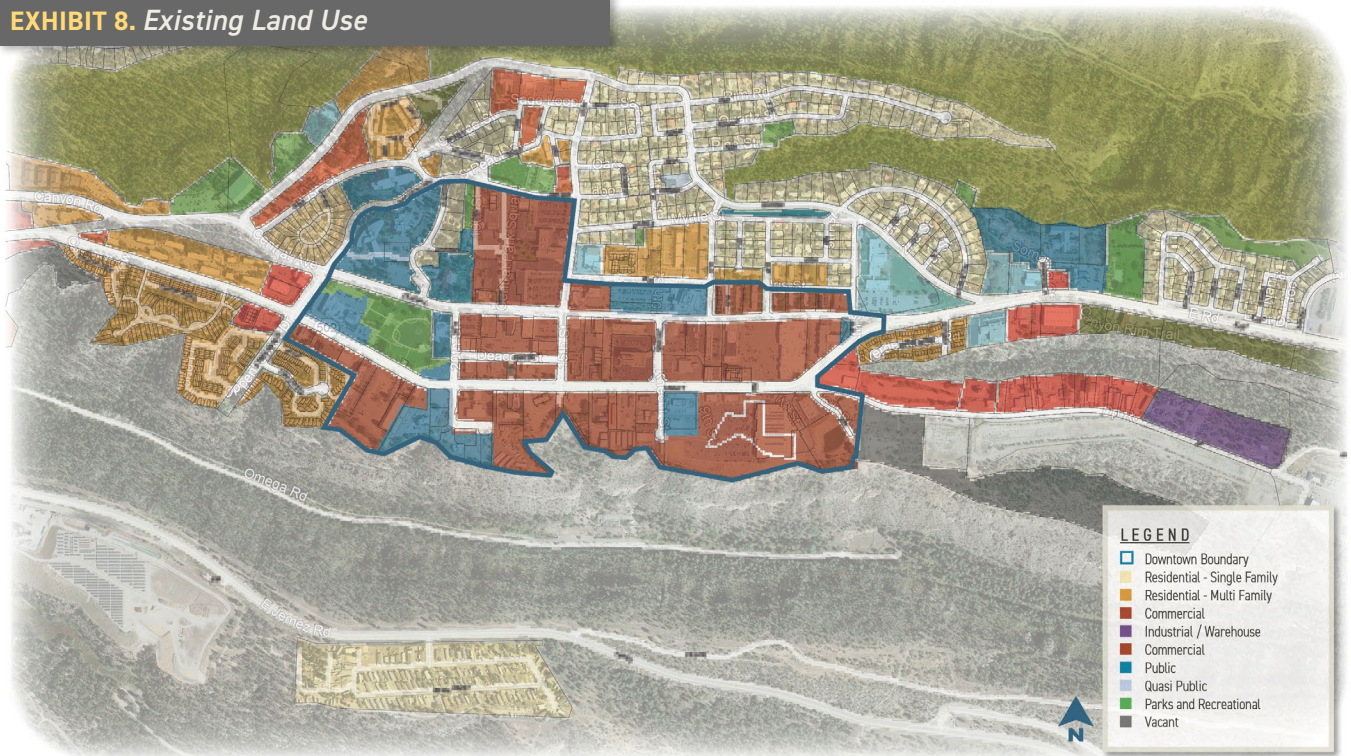 EXHIBIT 8. Existing Land Use
Canyon Rd
Omega Rd
E Jemez Rd
LEGEND
Downtown Boundary
Residential - Single Family
Residential - Multi Family
Commercial
Industrial / Warehouse
Commercial
Public
Quasi Public
Parks and Recreational
Vacant
N